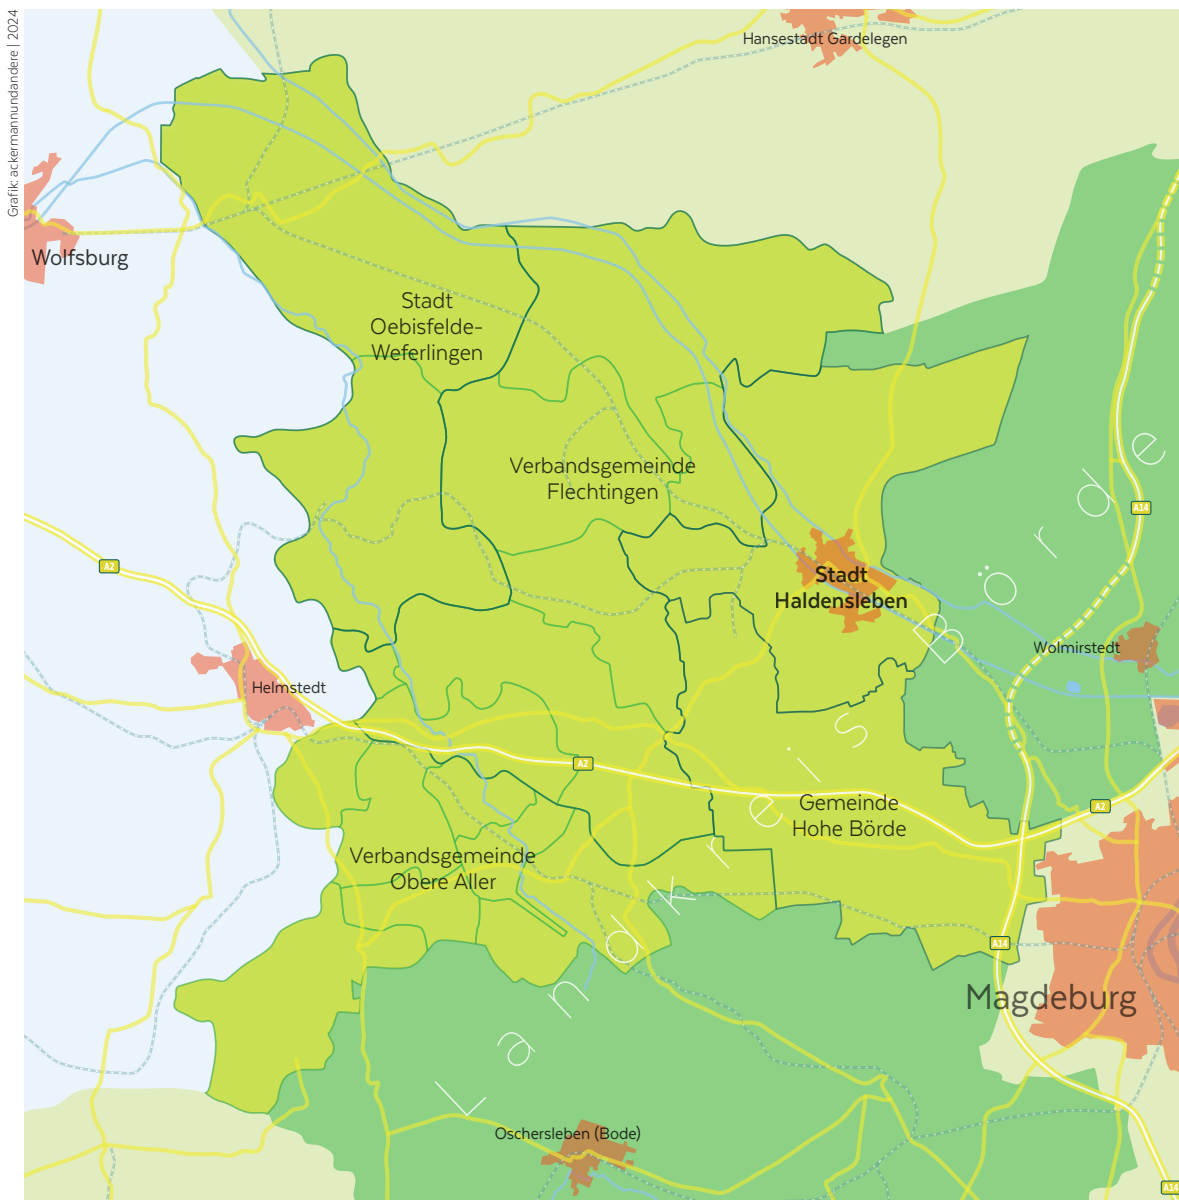 Grafik: ackermannundandere | 2024
Hansestadt Gardelegen
Wolfsburg
Stadt
Oebisfelde-
Weferlingen
Verbandsgemeinde
Flechtingen
A14
A2
Stadt
Haldensleben
Wolmirstedt
Helmstedt
A2
A2
Gemeinde
Hohe Börde
Verbandsgemeinde
Obere Aller
A14
Magdeburg
Landkreis Börde
Oschersleben (Bode)
A14